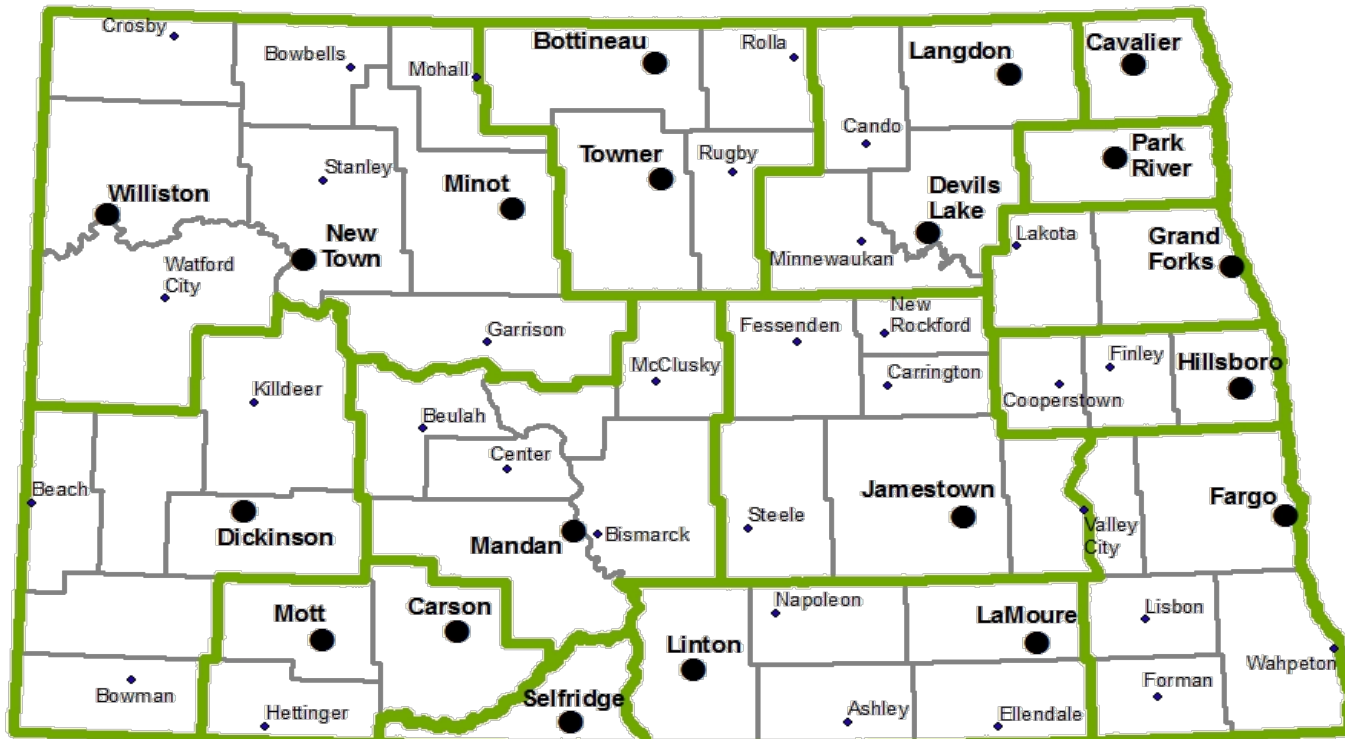 Crosby
Bowbells
Mohall
Bottineau
Rolla
Langdon
Cavalier
Cando
Park
River
Stanley
Towner
Rugby
Williston
Minot
Devils
Lake
New
Town
Lakota
Grand
Forks
Watford
City
Minnewaukan
Garrison
Fessenden
New
Rockford
McClusky
Carrington
Finley
Hillsboro
Killdeer
Cooperstown
Beulah
Center
Beach
Jamestown
Fargo
Dickinson
Mandan
Bismarck
Steele
Valley
City
Mott
Carson
Napoleon
LaMoure
Lisbon
Linton
Wahpeton
Bowman
Selfridge
Forman
Hettinger
Ashley
Ellendale